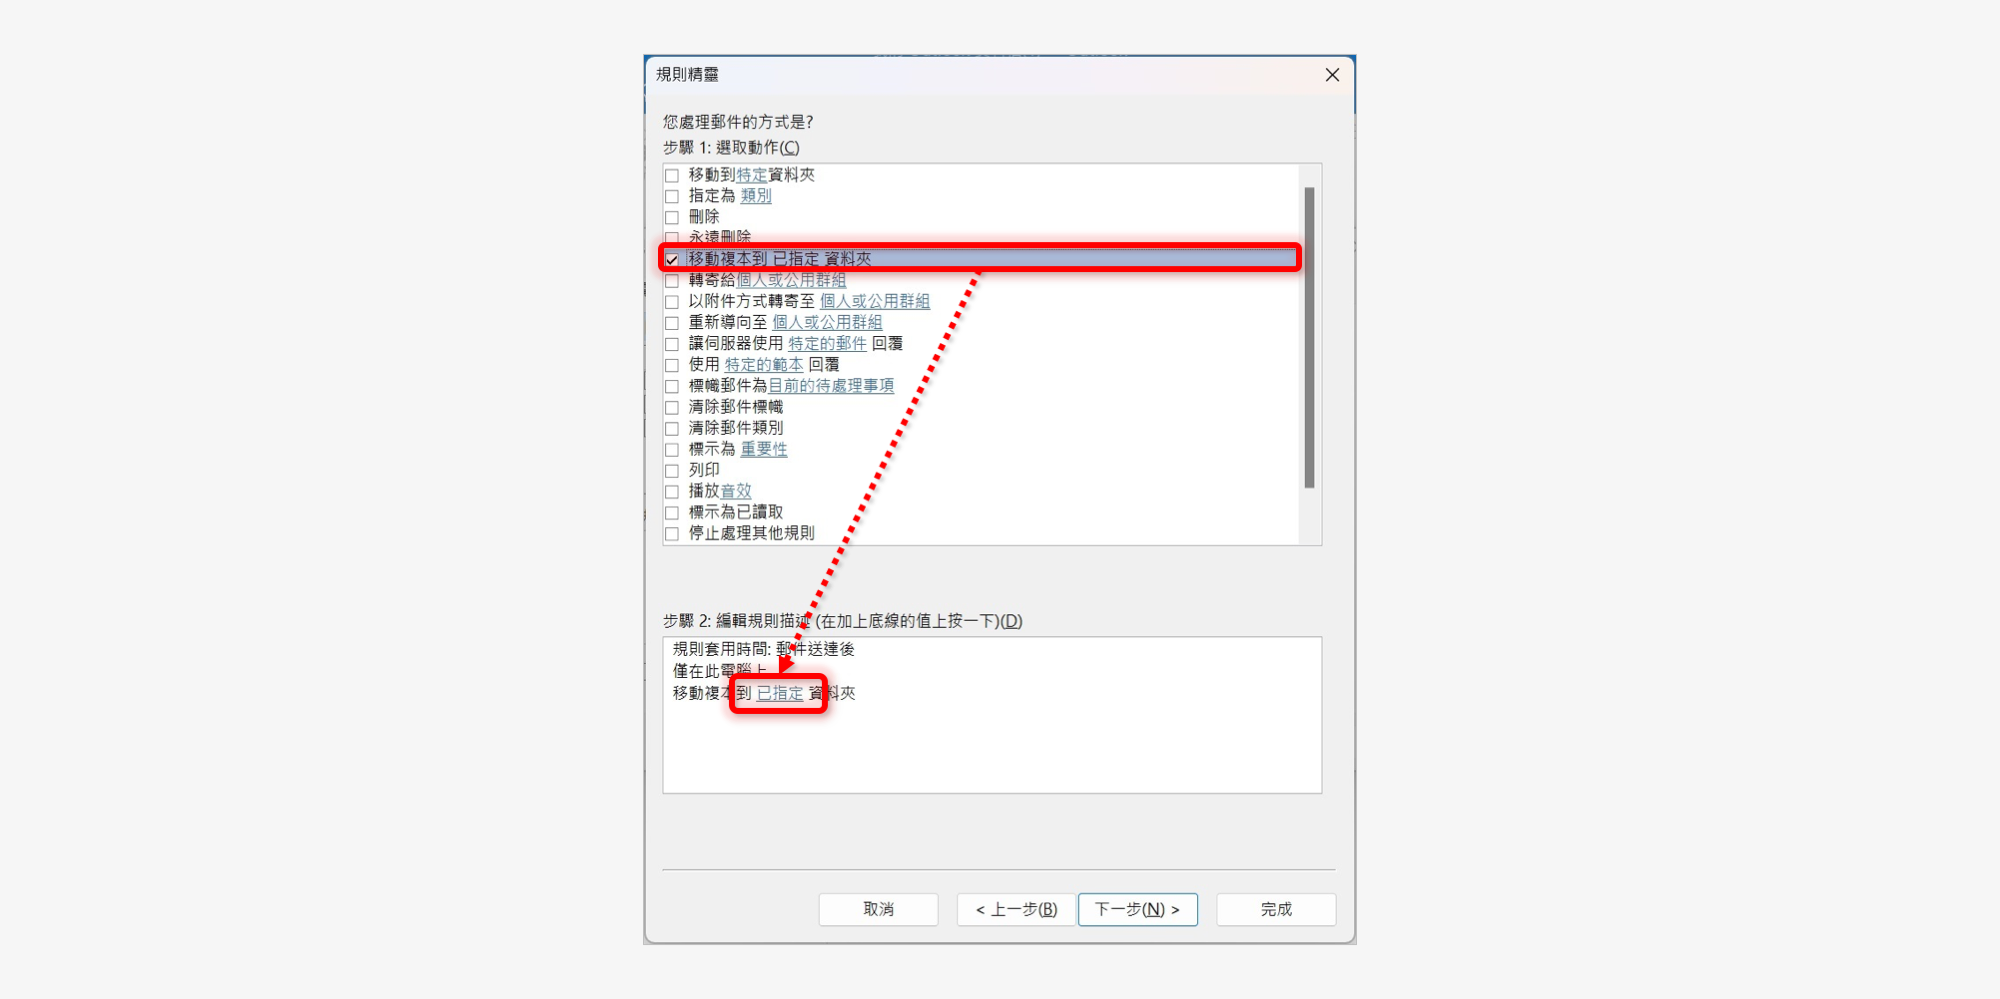 規則精靈
您處理郵件的方式是?
步驟 1: 選取動作(C)
移動到特定資料夾
指定為 類別
刪除
永遠刪除
移動複本到 已指定 資料夾
轉寄給個人或公用群組
以附件方式轉寄至 個人或公用群組
重新導向至 個人或公用群組
讓伺服器使用 特定的郵件 回覆
使用 特定的範本 回覆
標幟郵件為目前的待處理事項
清除郵件標幟
清除郵件類別
標示為 重要性
列印
播放音效
標示為已讀取
停止處理其他規則
步驟 2: 編輯規則描述 (在加上底線的值上按一下)(D)
規則套用時間: 郵件送達後
僅在此電腦上
移動複本到 已指定 資料夾
取消
< 上一步(B)
下一步(N) >
完成